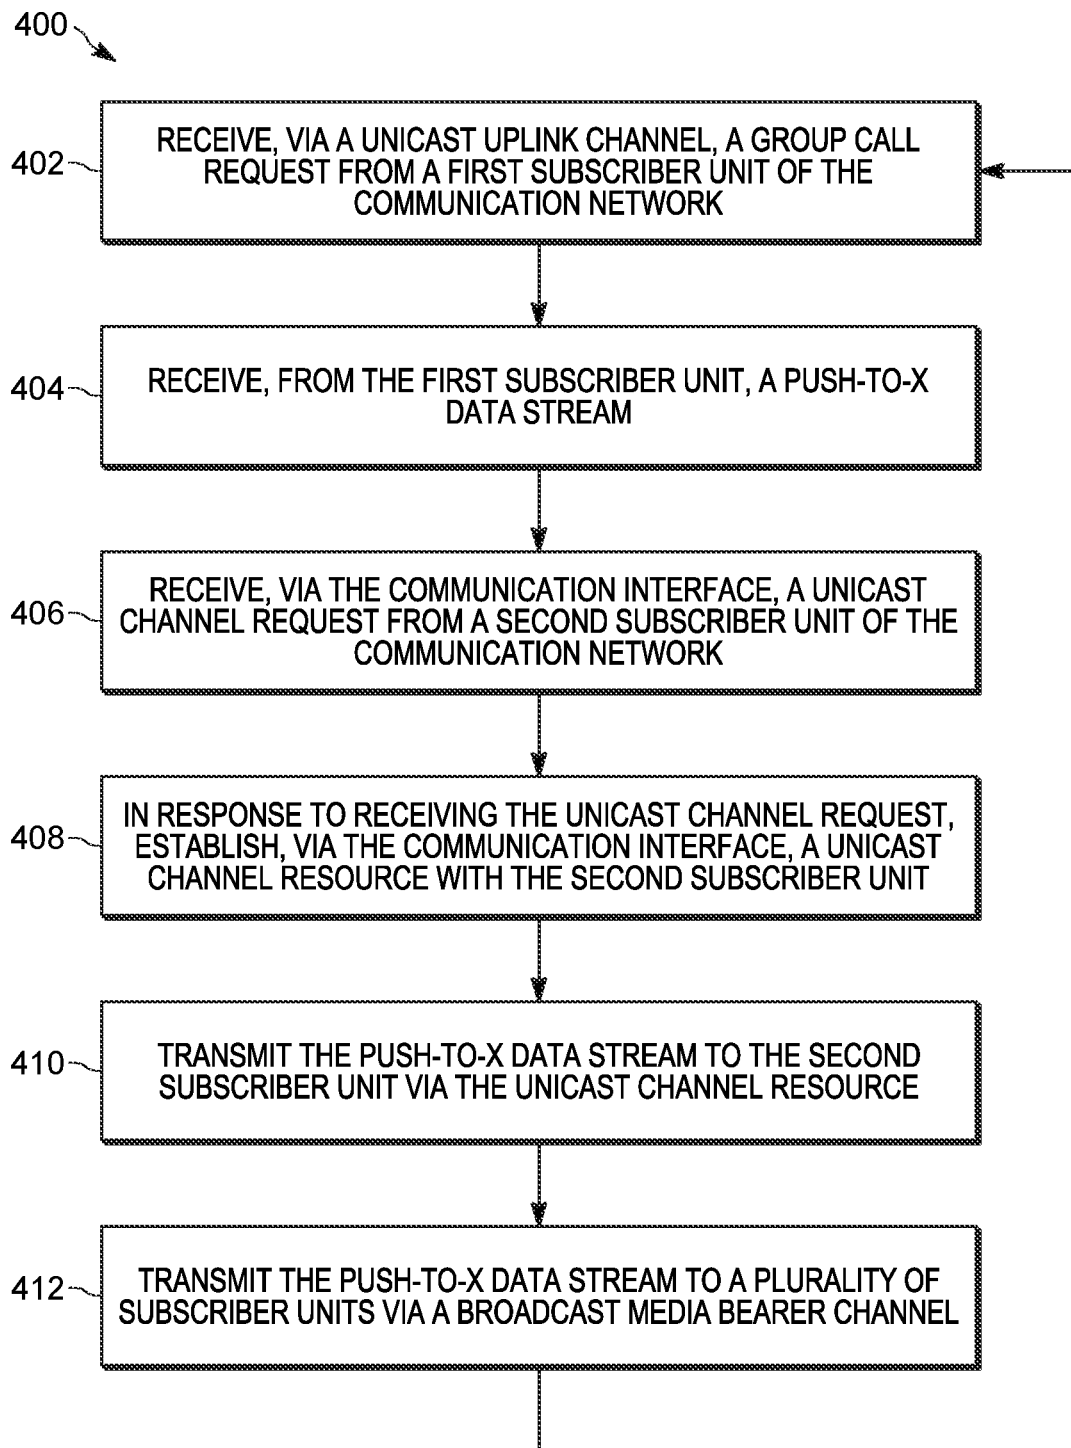 400
402
RECEIVE, VIA A UNICAST UPLINK CHANNEL, A GROUP CALL
REQUEST FROM A FIRST SUBSCRIBER UNIT OF THE
COMMUNICATION NETWORK
404
RECEIVE, FROM THE FIRST SUBSCRIBER UNIT, A PUSH-TO-X
DATA STREAM
406
RECEIVE, VIA THE COMMUNICATION INTERFACE, A UNICAST
CHANNEL REQUEST FROM A SECOND SUBSCRIBER UNIT OF THE
COMMUNICATION NETWORK
408
IN RESPONSE TO RECEIVING THE UNICAST CHANNEL REQUEST,
ESTABLISH, VIA THE COMMUNICATION INTERFACE, A UNICAST
CHANNEL RESOURCE WITH THE SECOND SUBSCRIBER UNIT
410
TRANSMIT THE PUSH-TO-X DATA STREAM TO THE SECOND
SUBSCRIBER UNIT VIA THE UNICAST CHANNEL RESOURCE
412
TRANSMIT THE PUSH-TO-X DATA STREAM TO A PLURALITY OF
SUBSCRIBER UNITS VIA A BROADCAST MEDIA BEARER CHANNEL